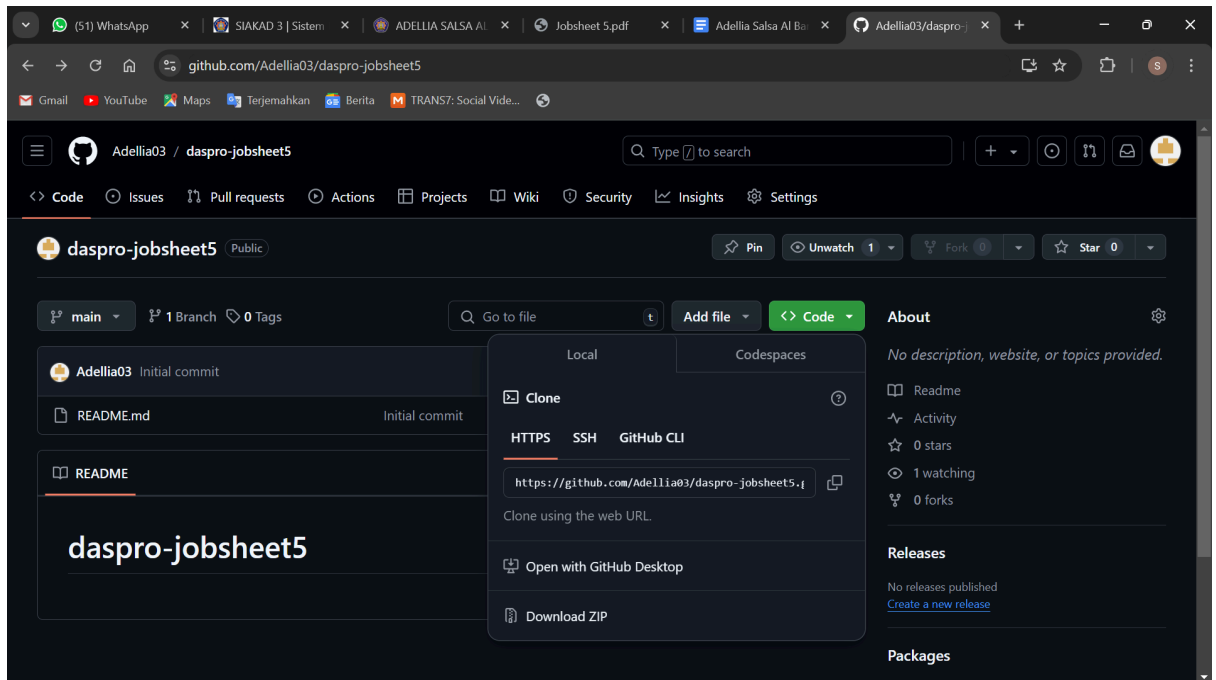 (51) WhatsApp
SIAKAD 3 | Sistem
ADELLIA SALSA AL
Jobsheet 5.pdf
Adellia Salsa Al Bar
Adellia03/daspro-j
github.com/Adellia03/daspro-jobsheet5
S
Gmail
YouTube
Maps
Terjemahkan
Berita
TRANS7: Social Vide...
Adellia03 / daspro-jobsheet5
Type / to search
Code
Issues
Pull requests
Actions
Projects
Wiki
Security
Insights
Settings
daspro-jobsheet5
Public
Pin
Unwatch 1
Fork 0
Star 0
main
1 Branch
0 Tags
Go to file
t
Add file
Code
Adellia03 Initial commit
README.md
Initial commit
README
daspro-jobsheet5
Local
Codespaces
Clone
HTTPS
SSH
GitHub CLI
https://github.com/Adellia03/daspro-jobsheet5.g
Clone using the web URL.
Open with GitHub Desktop
Download ZIP
About
No description, website, or topics provided.
Readme
Activity
0 stars
1 watching
0 forks
Releases
No releases published
Create a new release
Packages